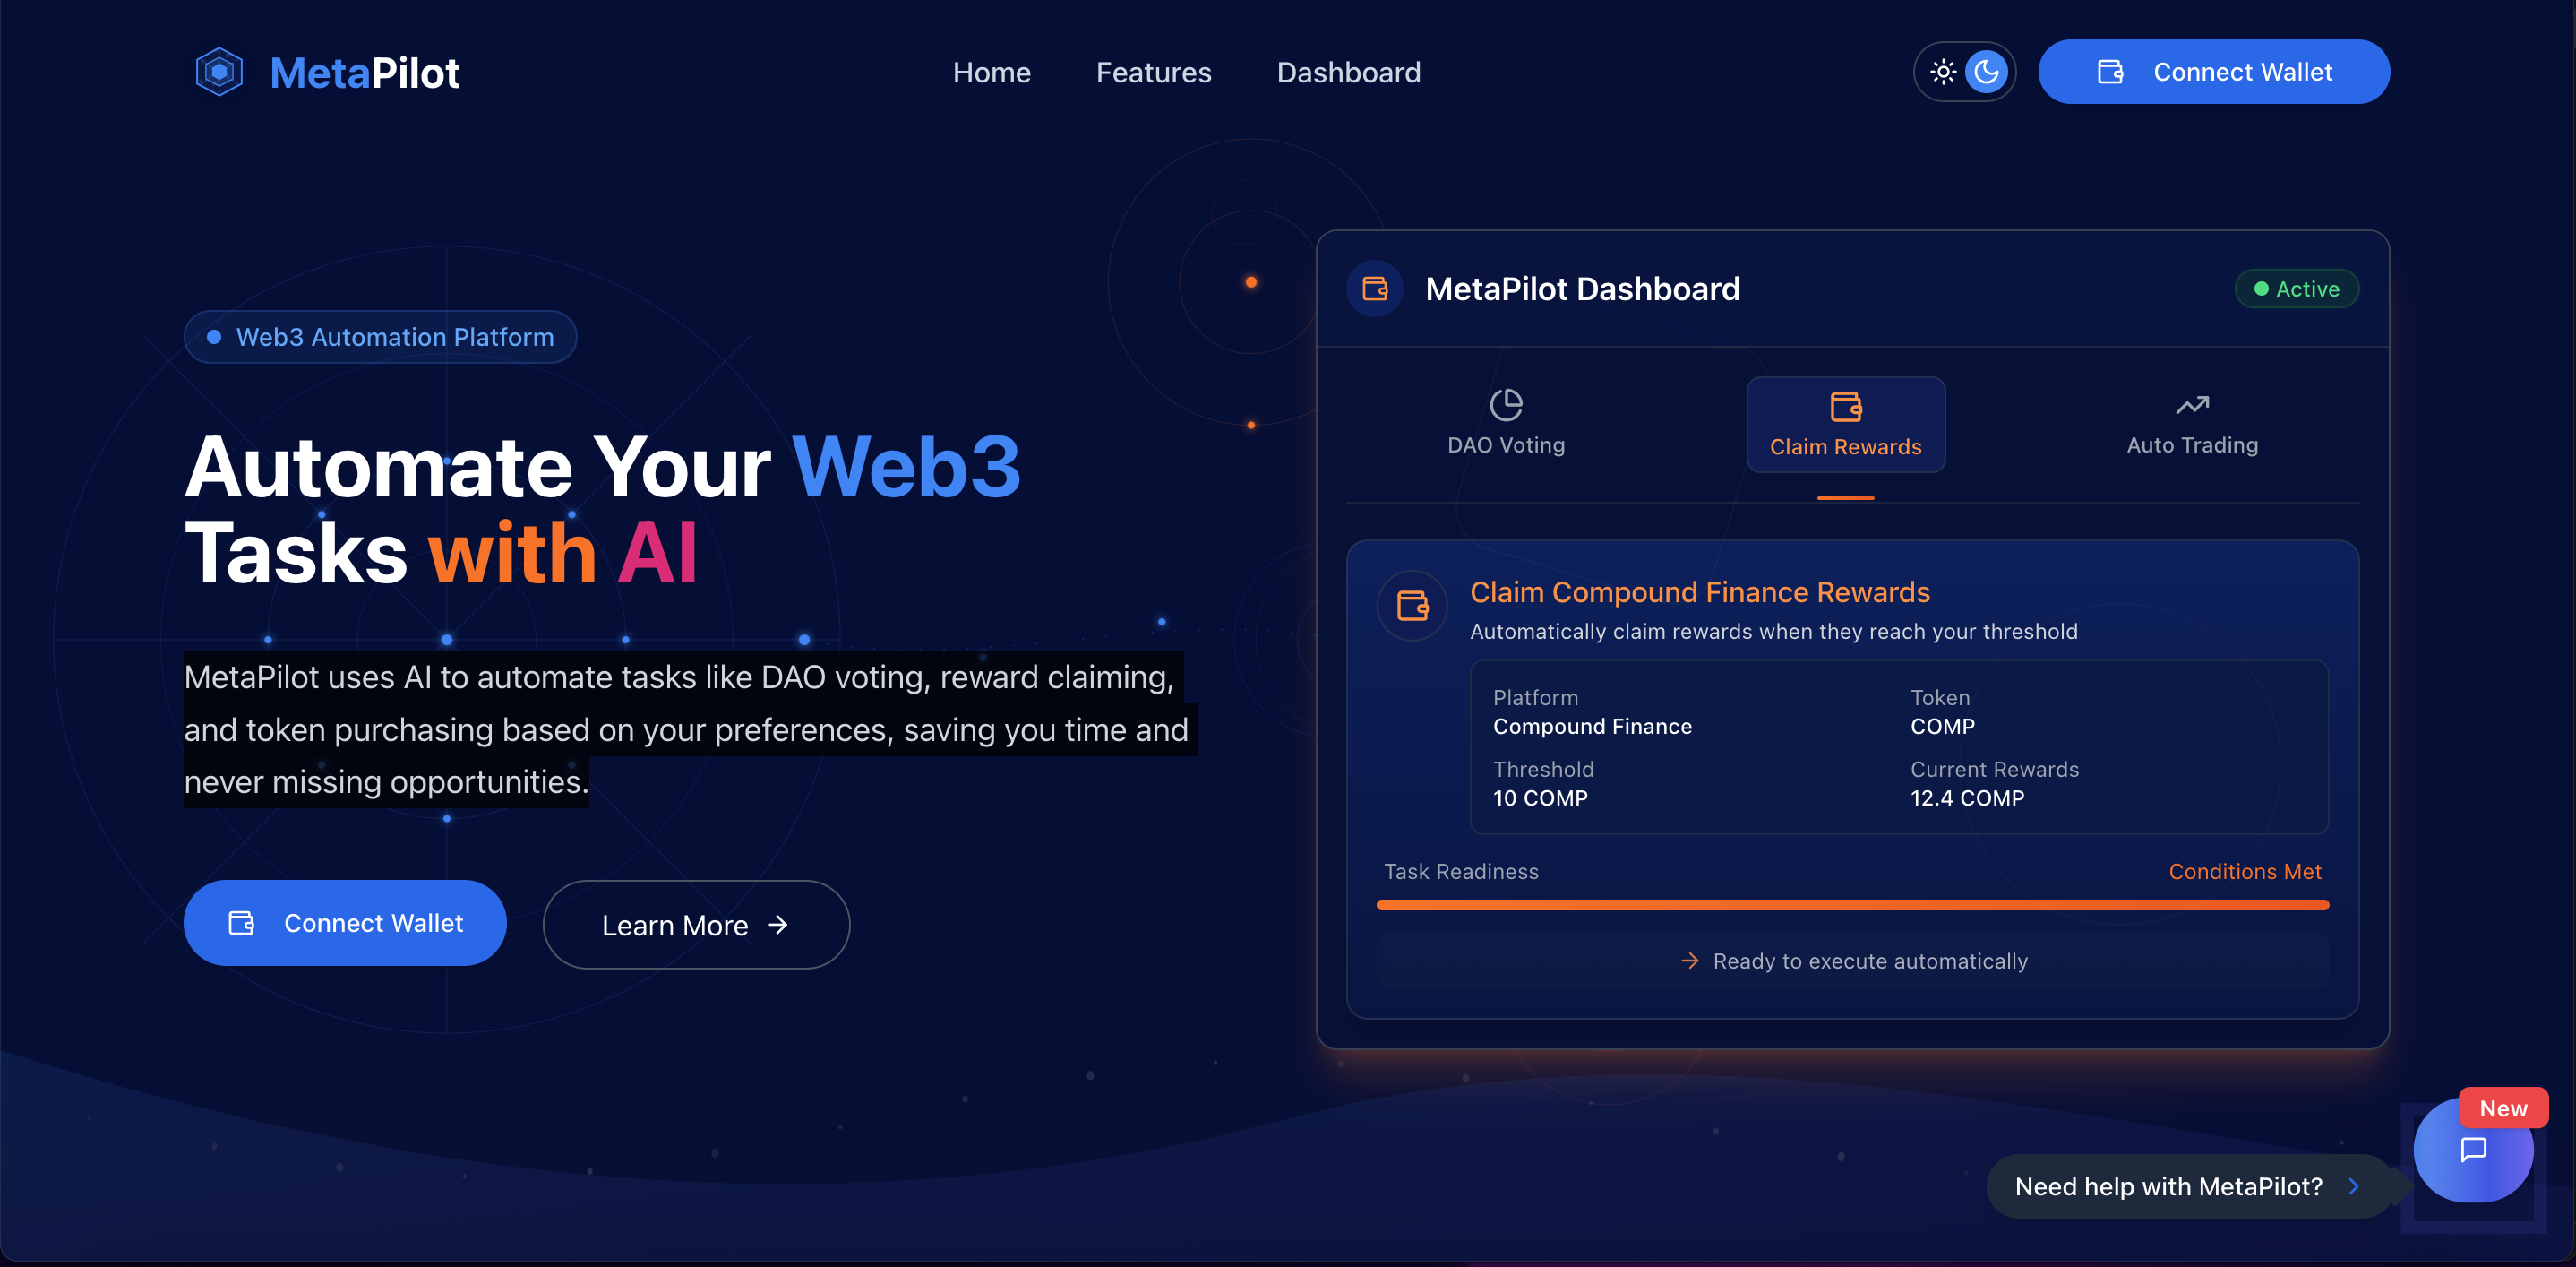 MetaPilot
Home
Features
Dashboard
Connect Wallet
Web3 Automation Platform
Automate Your Web3
Tasks with AI
MetaPilot uses AI to automate tasks like DAO voting, reward claiming,
and token purchasing based on your preferences, saving you time and
never missing opportunities.
Connect Wallet
Learn More →
MetaPilot Dashboard
Active
DAO Voting
Claim Rewards
Auto Trading
Claim Compound Finance Rewards
Automatically claim rewards when they reach your threshold
Platform
Compound Finance
Token
COMP
Threshold
10 COMP
Current Rewards
12.4 COMP
Task Readiness
Conditions Met
→ Ready to execute automatically
New
Need help with MetaPilot? >